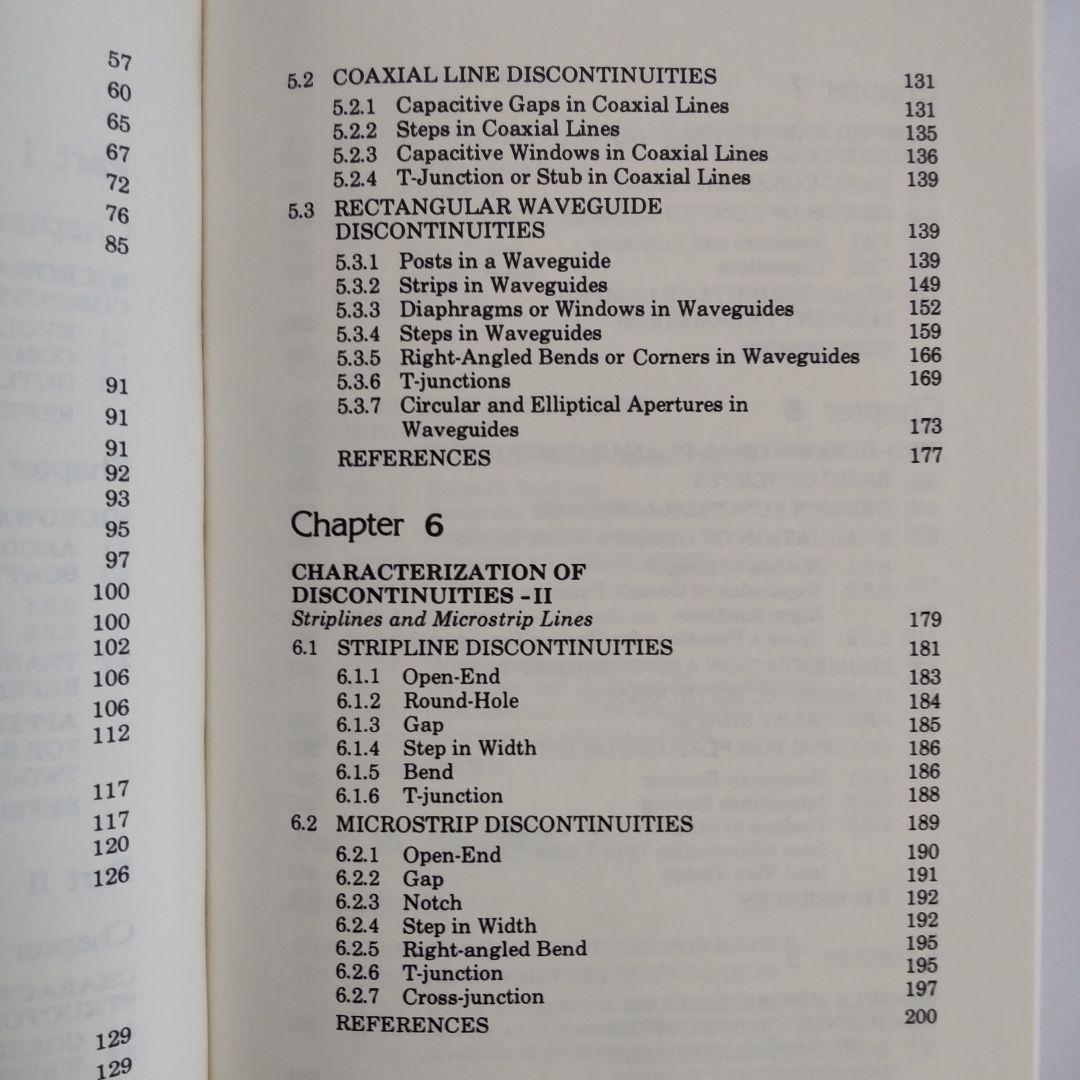 57
60
65
67
72
76
85
91
91
91
92
93
95
97
100
100
102
106
106
112
117
117
120
126
129
129
5.2 COAXIAL LINE DISCONTINUITIES 131
5.2.1 Capacitive Gaps in Coaxial Lines 131
5.2.2 Steps in Coaxial Lines 135
5.2.3 Capacitive Windows in Coaxial Lines 136
5.2.4 T-Junction or Stub in Coaxial Lines 139
5.3 RECTANGULAR WAVEGUIDE
DISCONTINUITIES 139
5.3.1 Posts in a Waveguide 139
5.3.2 Strips in Waveguides 149
5.3.3 Diaphragms or Windows in Waveguides 152
5.3.4 Steps in Waveguides 159
5.3.5 Right-Angled Bends or Corners in Waveguides 166
5.3.6 T-junctions 169
5.3.7 Circular and Elliptical Apertures in
Waveguides 173
REFERENCES 177
Chapter 6
CHARACTERIZATION OF
DISCONTINUITIES - II
Striplines and Microstrip Lines 179
6.1 STRIPLINE DISCONTINUITIES 181
6.1.1 Open-End 183
6.1.2 Round-Hole 184
6.1.3 Gap 185
6.1.4 Step in Width 186
6.1.5 Bend 186
6.1.6 T-junction 188
6.2 MICROSTRIP DISCONTINUITIES 189
6.2.1 Open-End 190
6.2.2 Gap 191
6.2.3 Notch 192
6.2.4 Step in Width 192
6.2.5 Right-angled Bend 195
6.2.6 T-junction 195
6.2.7 Cross-junction 197
REFERENCES 200